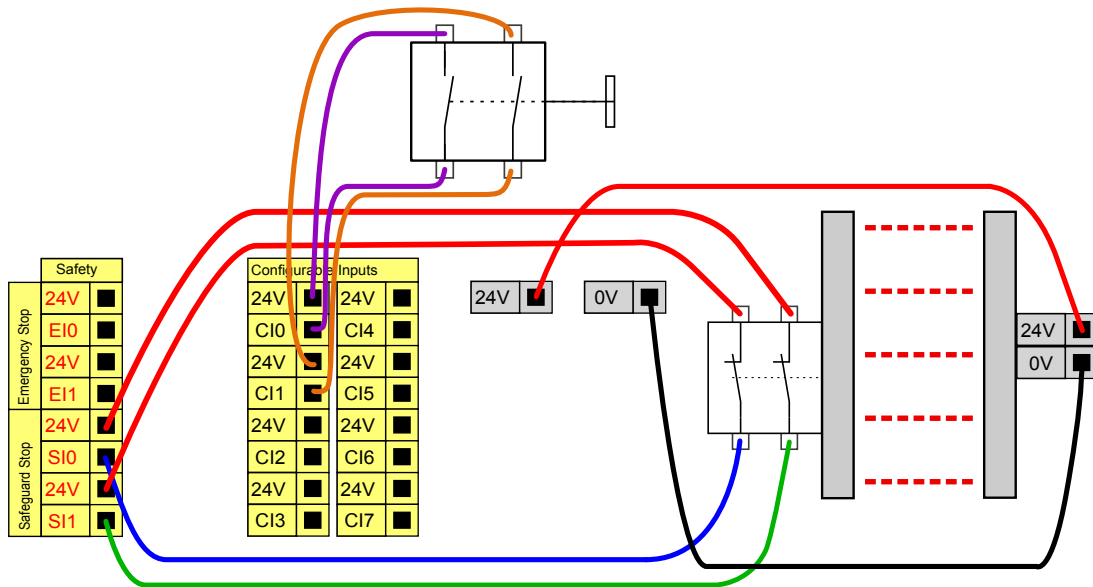 Safety
Emergency Stop
24V
EI0
24V
EI1
Safeguard Stop
24V
SI0
24V
SI1
Configurable Inputs
24V 24V
CI0 CI4
24V 24V
CI1 CI5
24V 24V
CI2 CI6
24V 24V
CI3 CI7
24V
0V
24V
0V